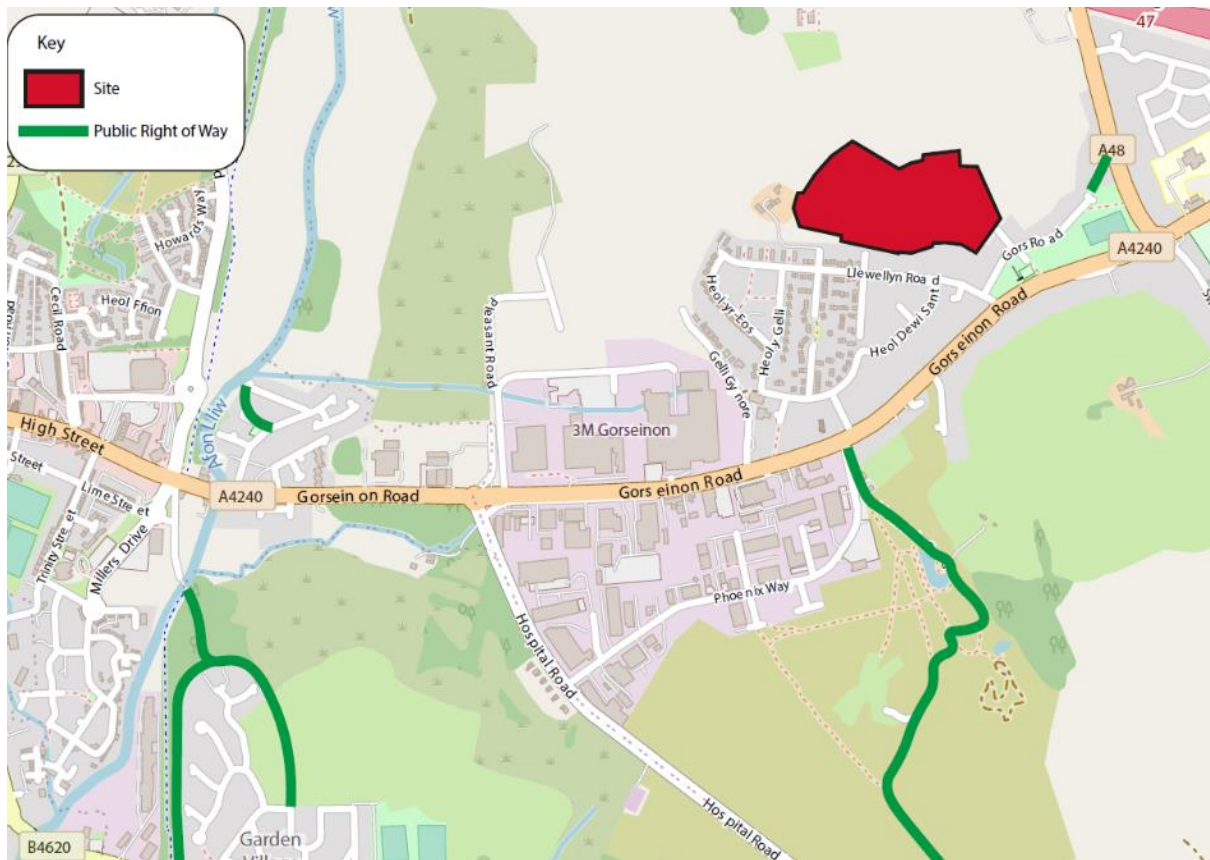 Key
Site
Public Right of Way
47
A48
A4240
Gors Road
Llewellyn Road
Heol Dewi Sant
Gorseinon Road
Heol yr Eos
Heol y Gelli
Gelli Gynore
Howards Way
Heol Ffion
Cecil Road
Pleasant Road
Afon Lliw
3M Gorseinon
High Street
Street
Lime Street
A4240
Gorseinon Road
Gorseinon Road
Trinity Street
Millers Drive
Phoenix Way
Hospital Road
Hospital Road
Garden
B4620